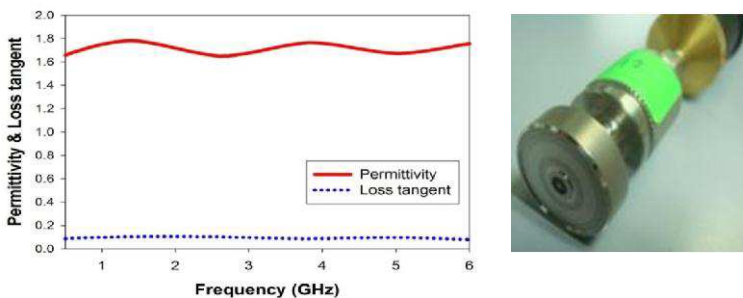 Permittivity & Loss tangent
2.0
1.8
1.6
1.4
1.2
1.0
0.8
0.6
0.4
0.2
0.0
Permittivity
Loss tangent
1 2 3 4 5 6
Frequency (GHz)